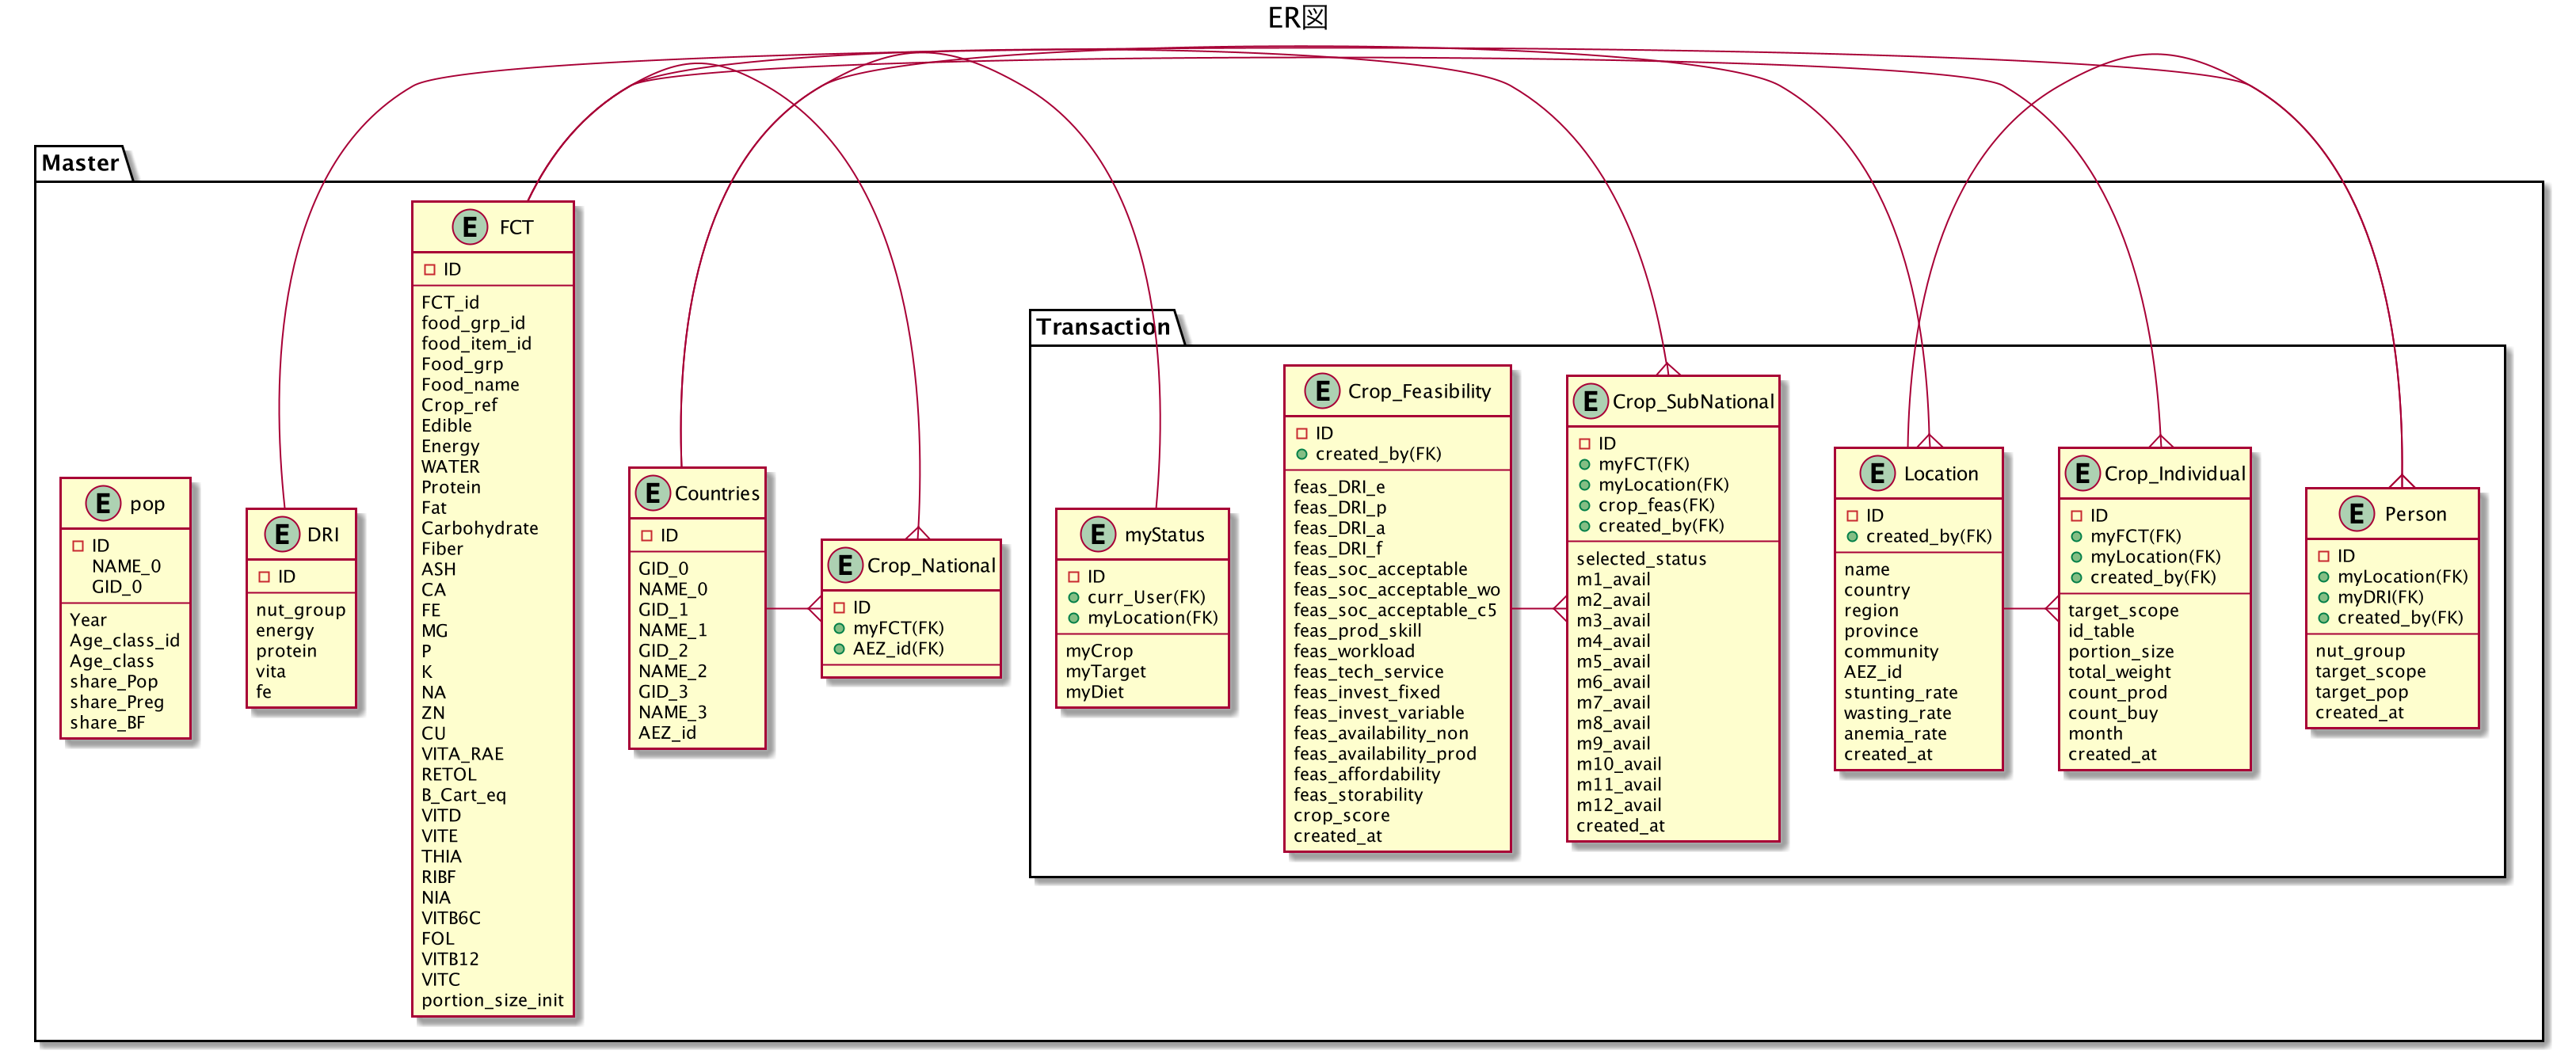 ER図
Master
E pop
ID
NAME_0
GID_0
Year
Age_class_id
Age_class
share_Pop
share_Preg
share_BF
E DRI
ID
nut_group
energy
protein
vita
fe
E FCT
ID
FCT_id
food_grp_id
food_item_id
Food_grp
Food_name
Crop_ref
Edible
Energy
WATER
Protein
Fat
Carbohydrate
Fiber
ASH
CA
FE
MG
P
K
NA
ZN
CU
VITA_RAE
RETOL
B_Cart_eq
VITD
VITE
THIA
RIBF
NIA
VITB6C
FOL
VITB12
VITC
portion_size_init
E Countries
ID
GID_0
NAME_0
GID_1
NAME_1
GID_2
NAME_2
GID_3
NAME_3
AEZ_id
E Crop_National
ID
myFCT(FK)
AEZ_id(FK)
Transaction
E myStatus
ID
curr_User(FK)
myLocation(FK)
myCrop
myTarget
myDiet
E Crop_Feasibility
ID
created_by(FK)
feas_DRI_e
feas_DRI_p
feas_DRI_a
feas_DRI_f
feas_soc_acceptable
feas_soc_acceptable_wo
feas_soc_acceptable_c5
feas_prod_skill
feas_workload
feas_tech_service
feas_invest_fixed
feas_invest_variable
feas_availability_non
feas_availability_prod
feas_affordability
feas_storability
crop_score
created_at
E Crop_SubNational
ID
myFCT(FK)
myLocation(FK)
crop_feas(FK)
created_by(FK)
selected_status
m1_avail
m2_avail
m3_avail
m4_avail
m5_avail
m6_avail
m7_avail
m8_avail
m9_avail
m10_avail
m11_avail
m12_avail
created_at
E Location
ID
created_by(FK)
name
country
region
province
community
AEZ_id
stunting_rate
wasting_rate
anemia_rate
created_at
E Crop_Individual
ID
myFCT(FK)
myLocation(FK)
created_by(FK)
target_scope
id_table
portion_size
total_weight
count_prod
count_buy
month
created_at
E Person
ID
myLocation(FK)
myDRI(FK)
created_by(FK)
nut_group
target_scope
target_pop
created_at